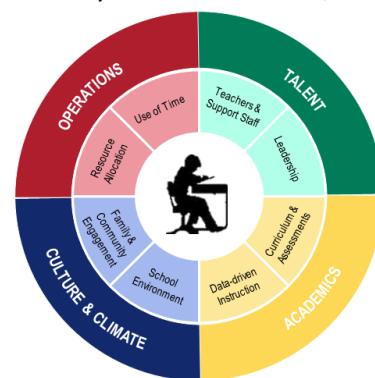 OPERATIONS
TALENT
Use of Time
Teachers &
Support Staff
Resource
Allocation
Leadership
Family &
Community
Engagement
Curriculum &
Assessments
School
Environment
Data-driven
Instruction
CULTURE & CLIMATE
ACADEMICS